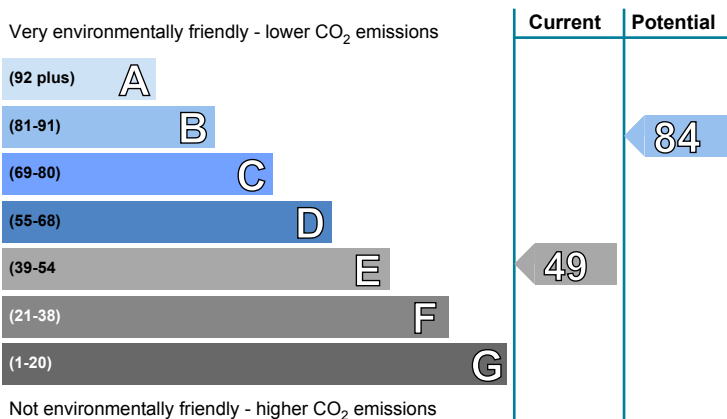 Current Potential
Very environmentally friendly - lower CO2 emissions
(92 plus) A
(81-91) B
84
(69-80) C
(55-68) D
(39-54 E
49
(21-38) F
(1-20) G
Not environmentally friendly - higher CO2 emissions